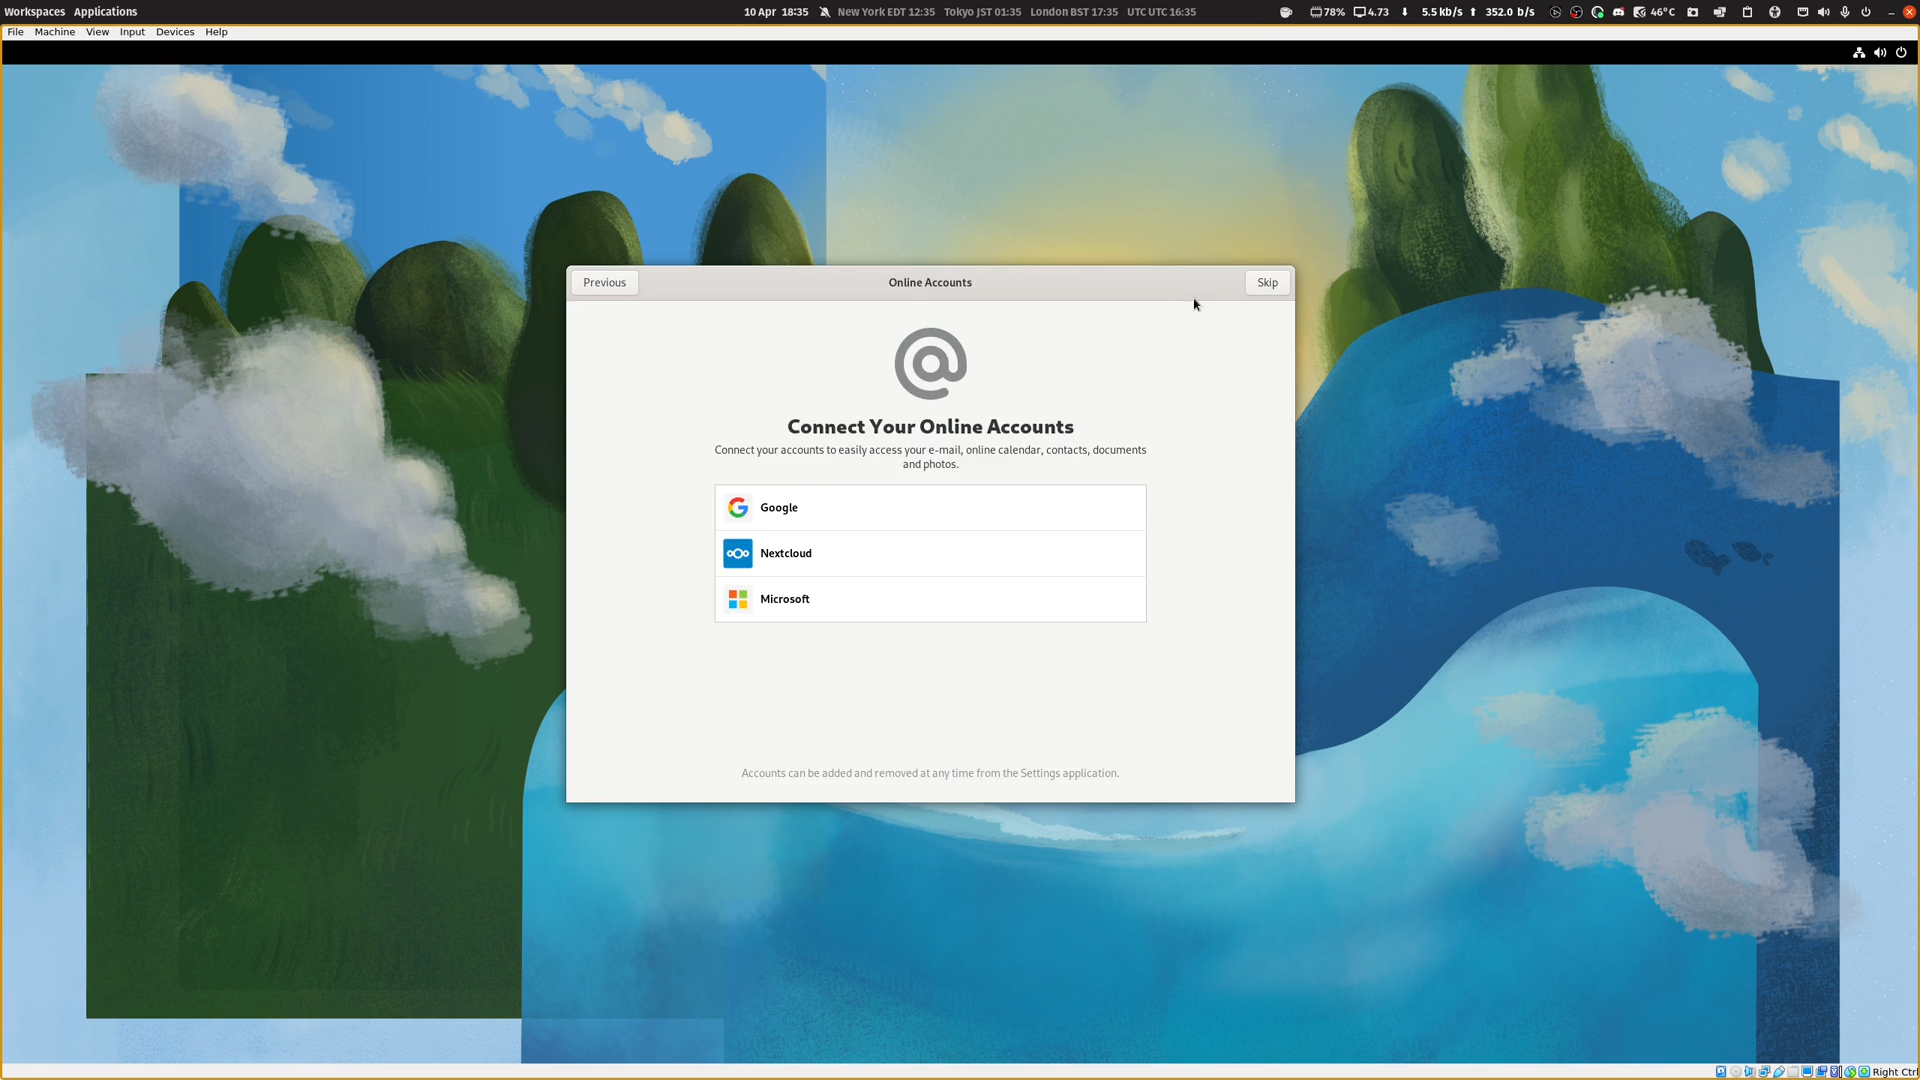 Workspaces Applications 10 Apr 18:35 New York EDT 12:35 Tokyo JST 01:35 London BST 17:35 UTC UTC 16:35 78% 4.73 5.5 kb/s 352.0 b/s 46°C
File Machine View Input Devices Help
Previous Online Accounts Skip
Connect Your Online Accounts
Connect your accounts to easily access your e-mail, online calendar, contacts, documents
and photos.
Google
Nextcloud
Microsoft
Accounts can be added and removed at any time from the Settings application.
Right Ctrl